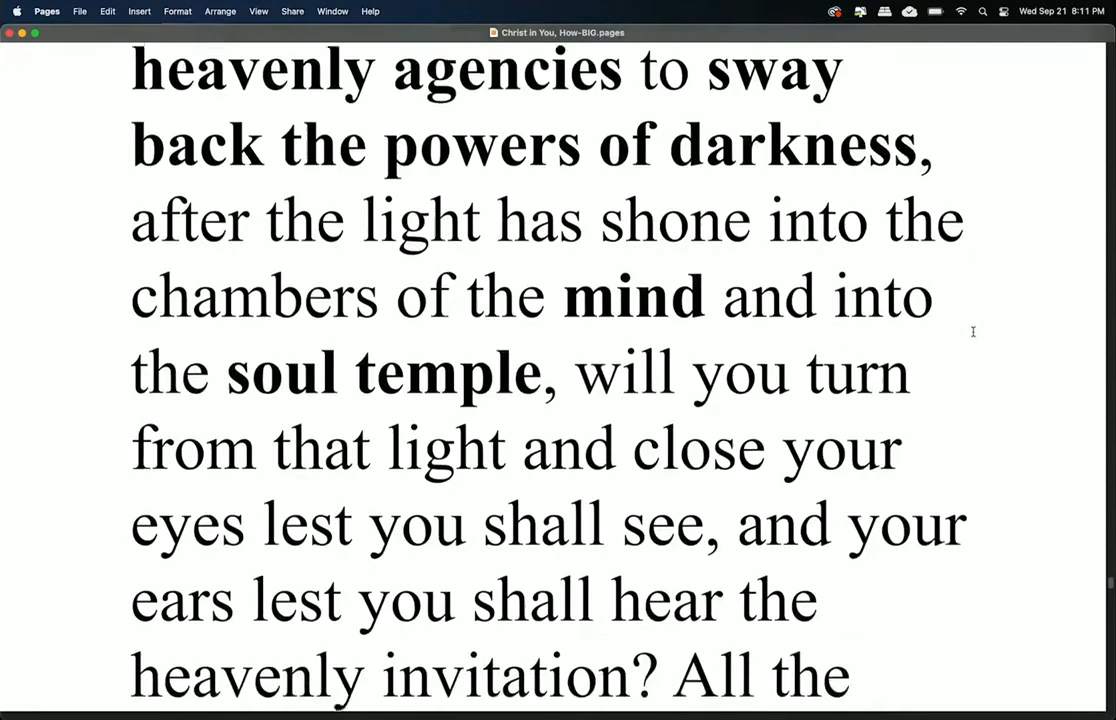 Pages File Edit Insert Format Arrange View Share Window Help Wed Sep 21 8:11 PM
Christ in You, How-BIG.pages
heavenly agencies to sway
back the powers of darkness,
after the light has shone into the
chambers of the mind and into
the soul temple, will you turn
from that light and close your
eyes lest you shall see, and your
ears lest you shall hear the
heavenly invitation? All the